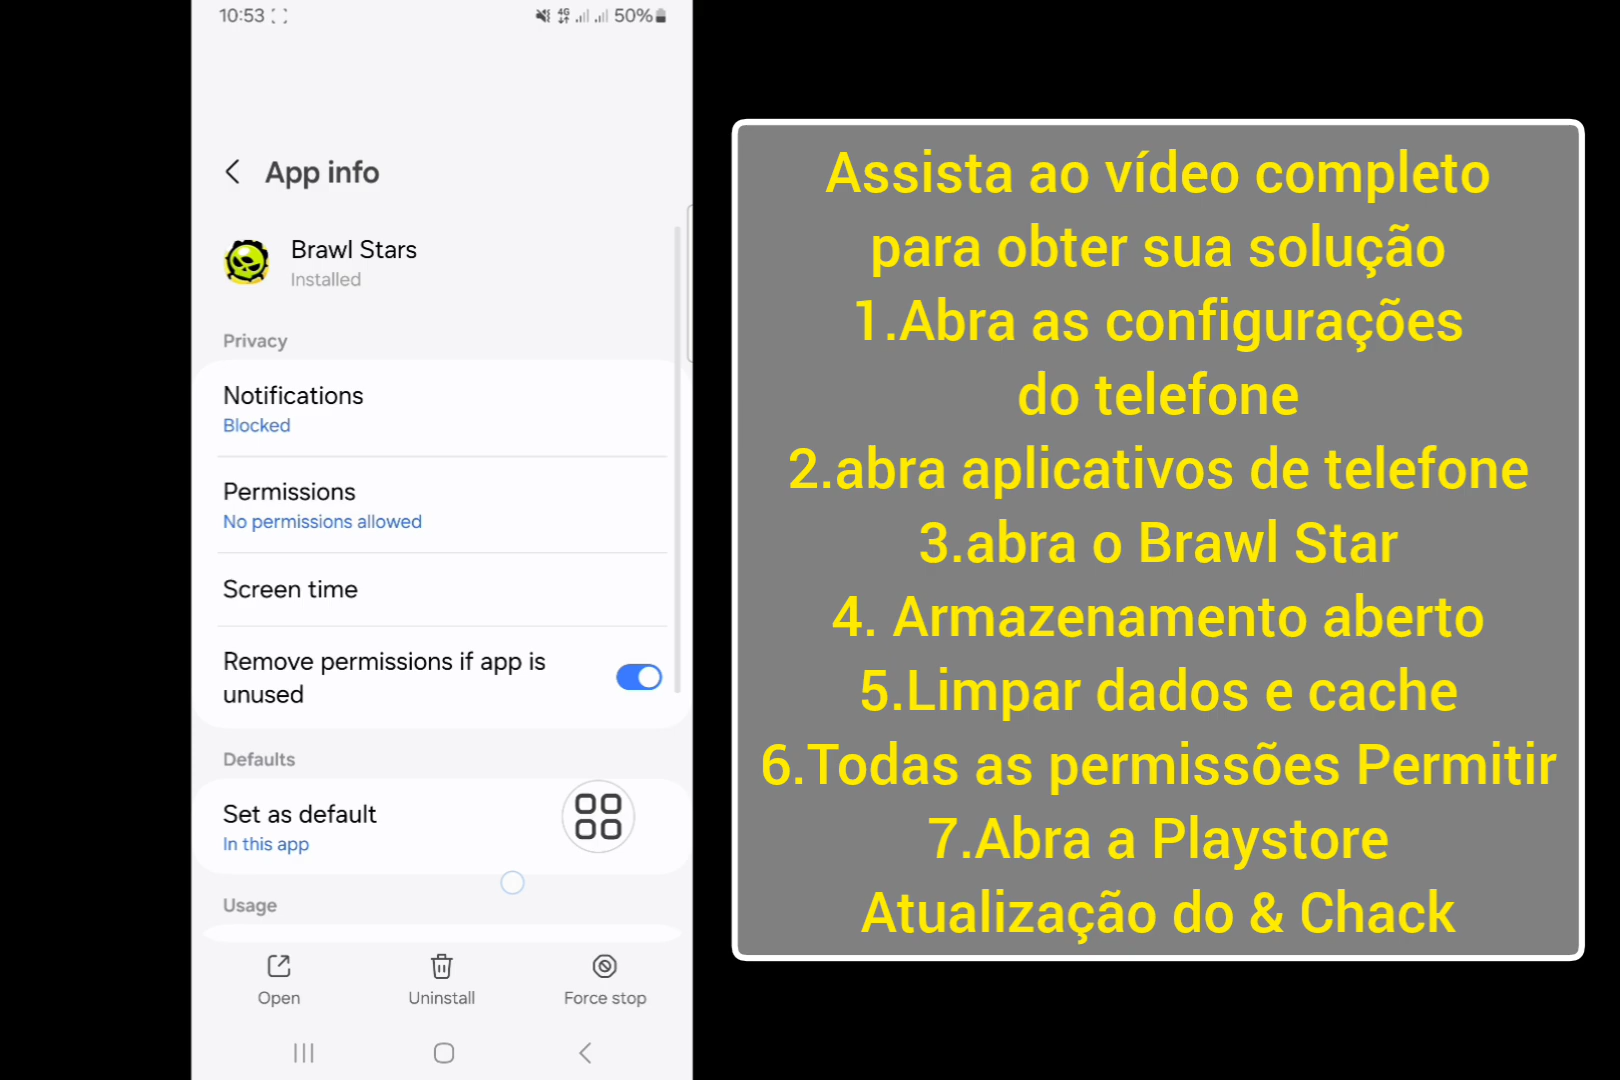 10:53
4G
50%
App info
Brawl Stars
Installed
Privacy
Notifications
Blocked
Permissions
No permissions allowed
Screen time
Remove permissions if app is
unused
Defaults
Set as default
In this app
Usage
Open
Uninstall
Force stop
Assista ao vídeo completo
para obter sua solução
1.Abra as configurações
do telefone
2.abra aplicativos de telefone
3.abra o Brawl Star
4. Armazenamento aberto
5.Limpar dados e cache
6.Todas as permissões Permitir
7.Abra a Playstore
Atualização do & Chack